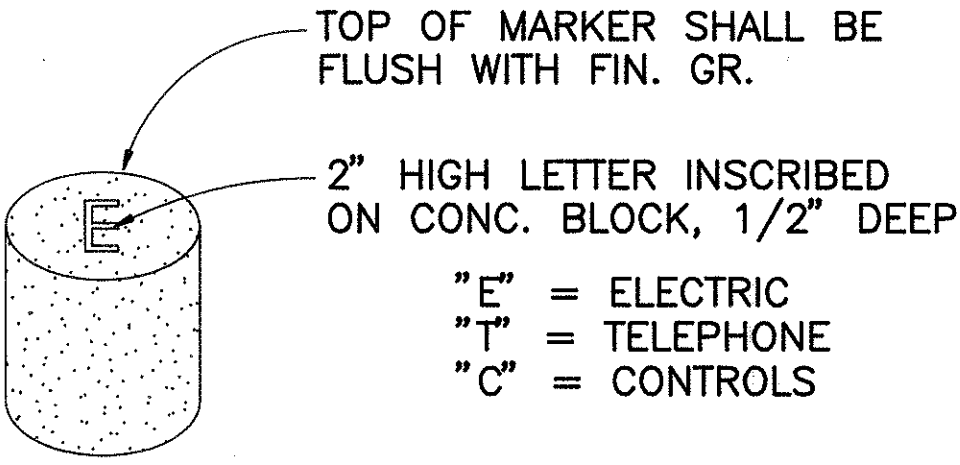 TOP OF MARKER SHALL BE
FLUSH WITH FIN. GR.
2" HIGH LETTER INSCRIBED
ON CONC. BLOCK, 1/2" DEEP
E
"E" = ELECTRIC
"T" = TELEPHONE
"C" = CONTROLS